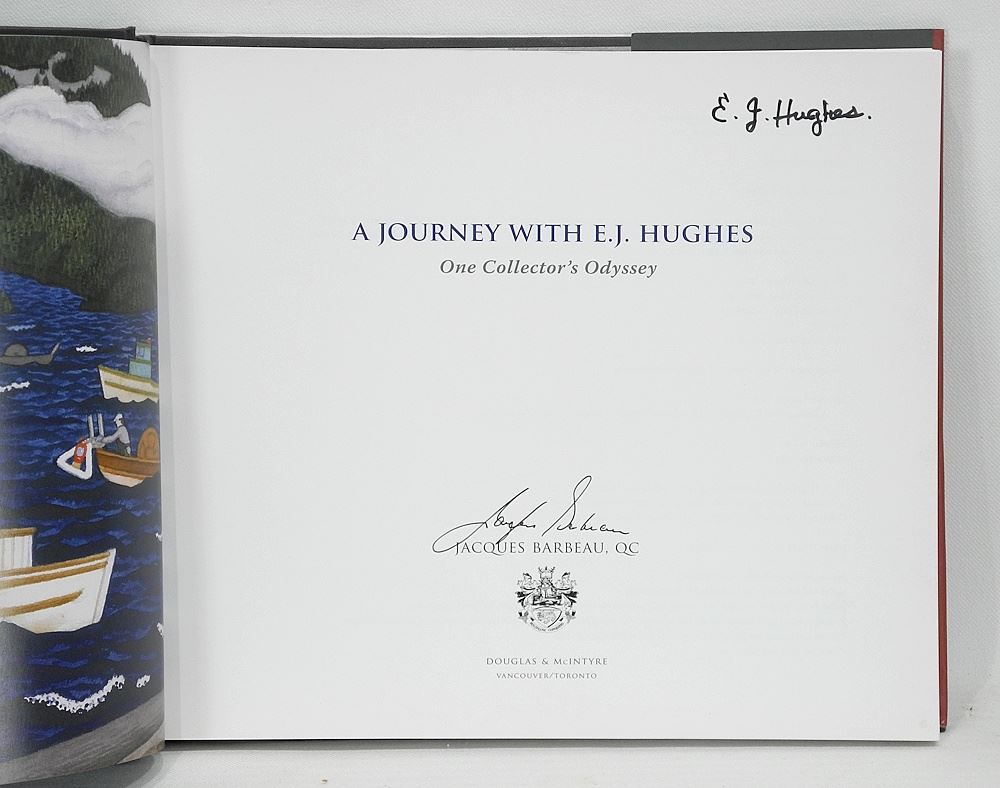 E. J. Hughes.
A JOURNEY WITH E.J. HUGHES
One Collector's Odyssey
JACQUES BARBEAU, QC
DOUGLAS & McINTYRE
VANCOUVER/TORONTO